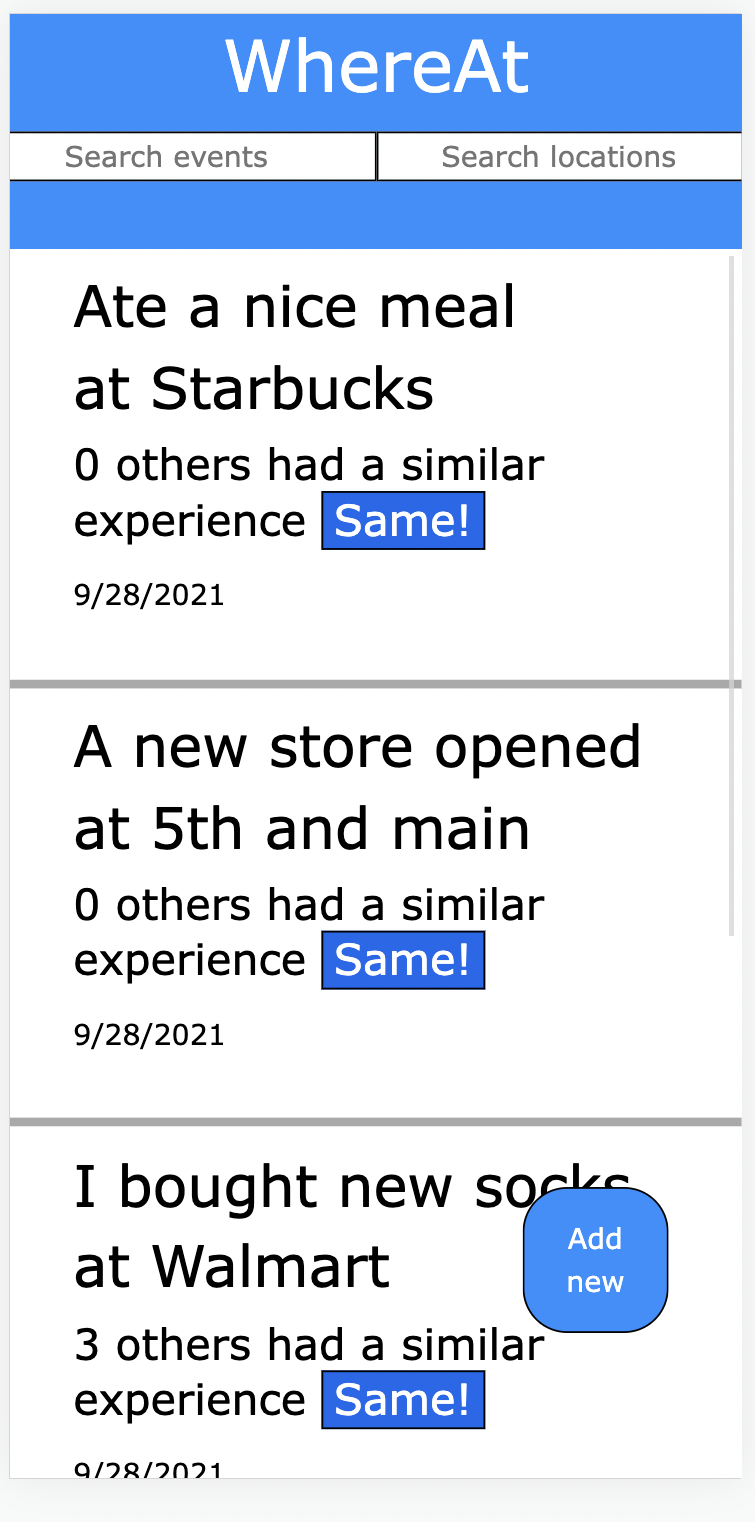 WhereAt
Search events
Search locations
Ate a nice meal
at Starbucks
0 others had a similar
experience Same!
9/28/2021
A new store opened
at 5th and main
0 others had a similar
experience Same!
9/28/2021
I bought new socks
at Walmart
Add
new
3 others had a similar
experience Same!
9/28/2021